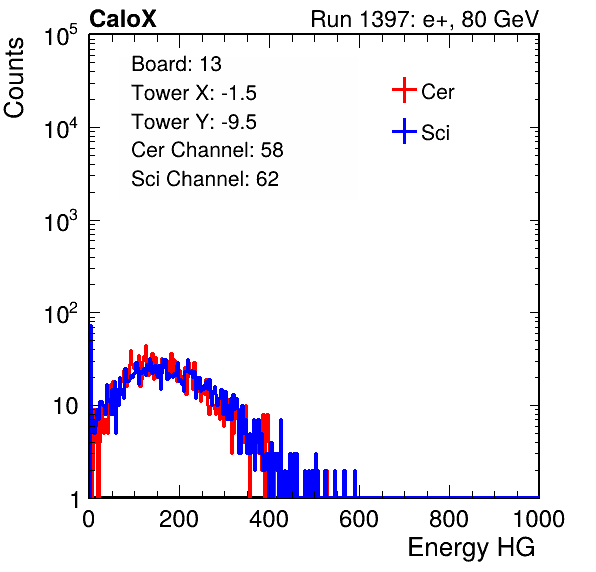 CaloX Run 1397: e+, 80 GeV
Counts
Board: 13
Tower X: -1.5
Tower Y: -9.5
Cer Channel: 58
Sci Channel: 62
Cer
Sci
10^5
10^4
10^3
10^2
10
1
0 200 400 600 800 1000
Energy HG